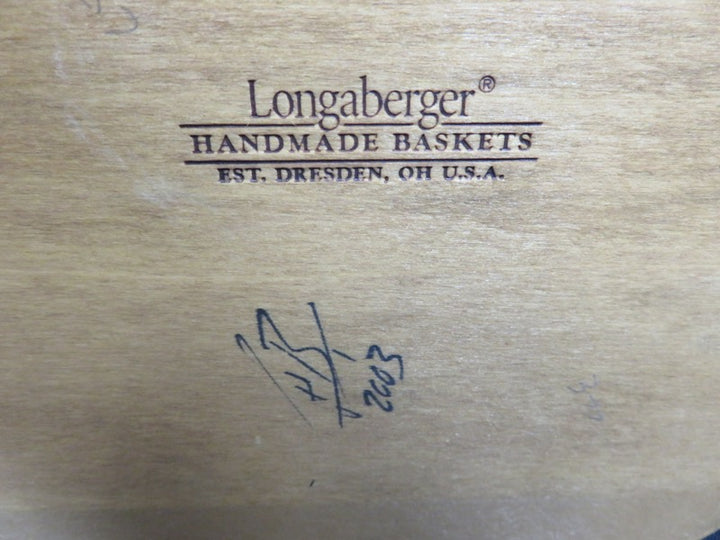 Longaberger®
HANDMADE BASKETS
EST. DRESDEN, OH U.S.A.
2003